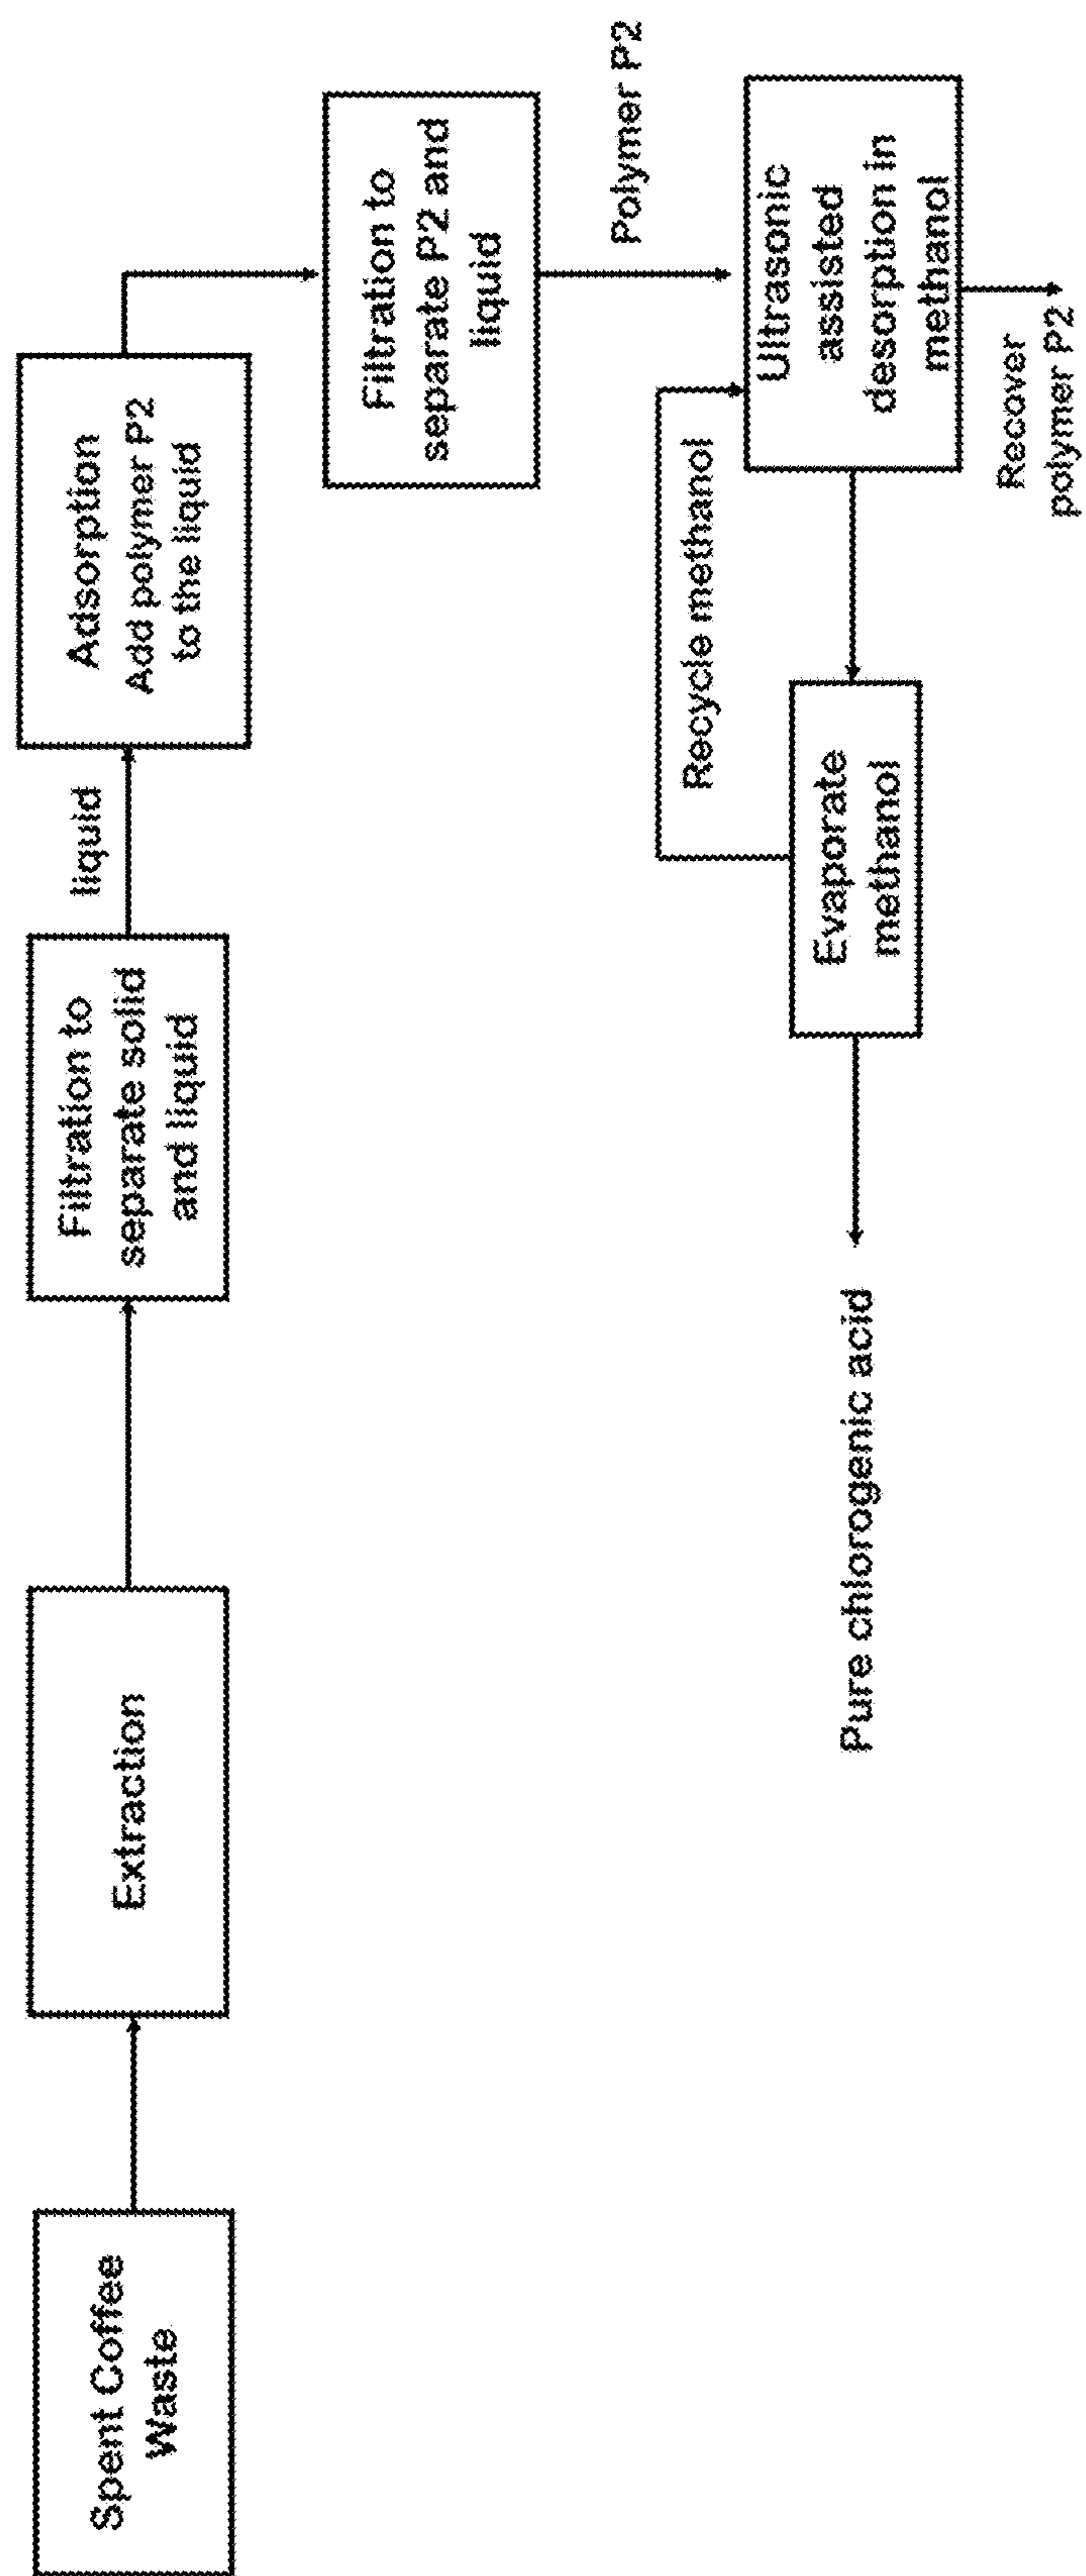 Spent Coffee
Waste
Extraction
Filtration to
separate solid
and liquid
liquid
Adsorption
Add polymer P2
to the liquid
Filtration to
separate P2 and
liquid
Polymer P2
Ultrasonic
assisted
desorption in
methanol
Recover
polymer P2
Recycle methanol
Evaporate
methanol
Pure chlorogenic acid